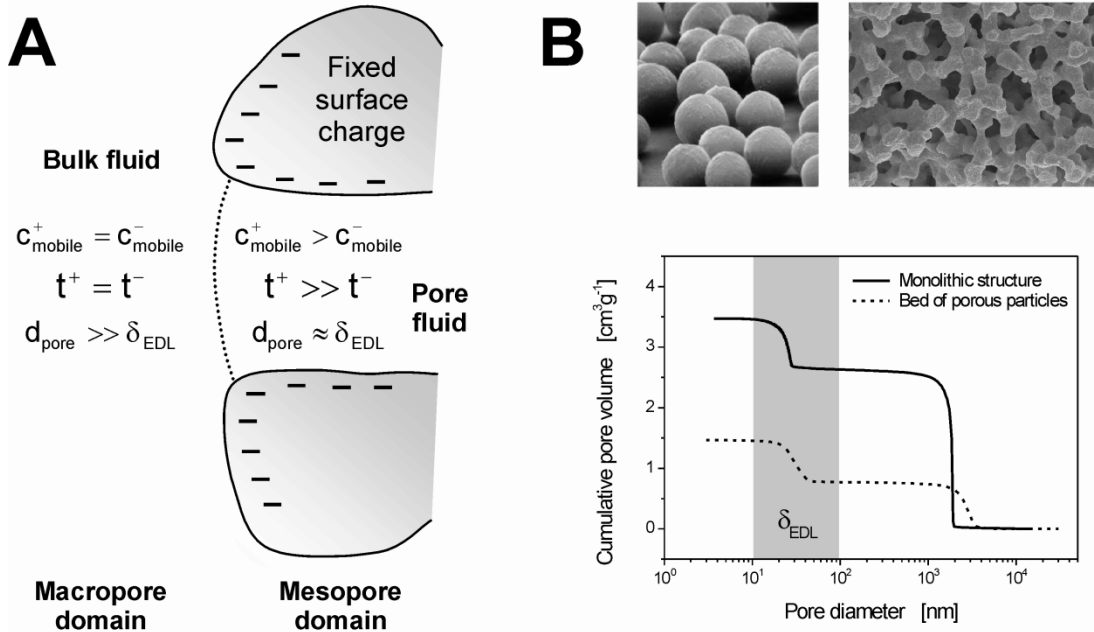 A
Fixed
surface
charge
Bulk fluid
c⁺mobile = c⁻mobile
c⁺mobile > c⁻mobile
t⁺ = t⁻
t⁺ >> t⁻
Pore
fluid
dpore >> δEDL
dpore ≈ δEDL
Macropore
domain
Mesopore
domain
B
Cumulative pore volume [cm³g⁻¹]
4
3
2
1
0
Monolithic structure
Bed of porous particles
δEDL
10⁰
10¹
10²
10³
10⁴
Pore diameter [nm]